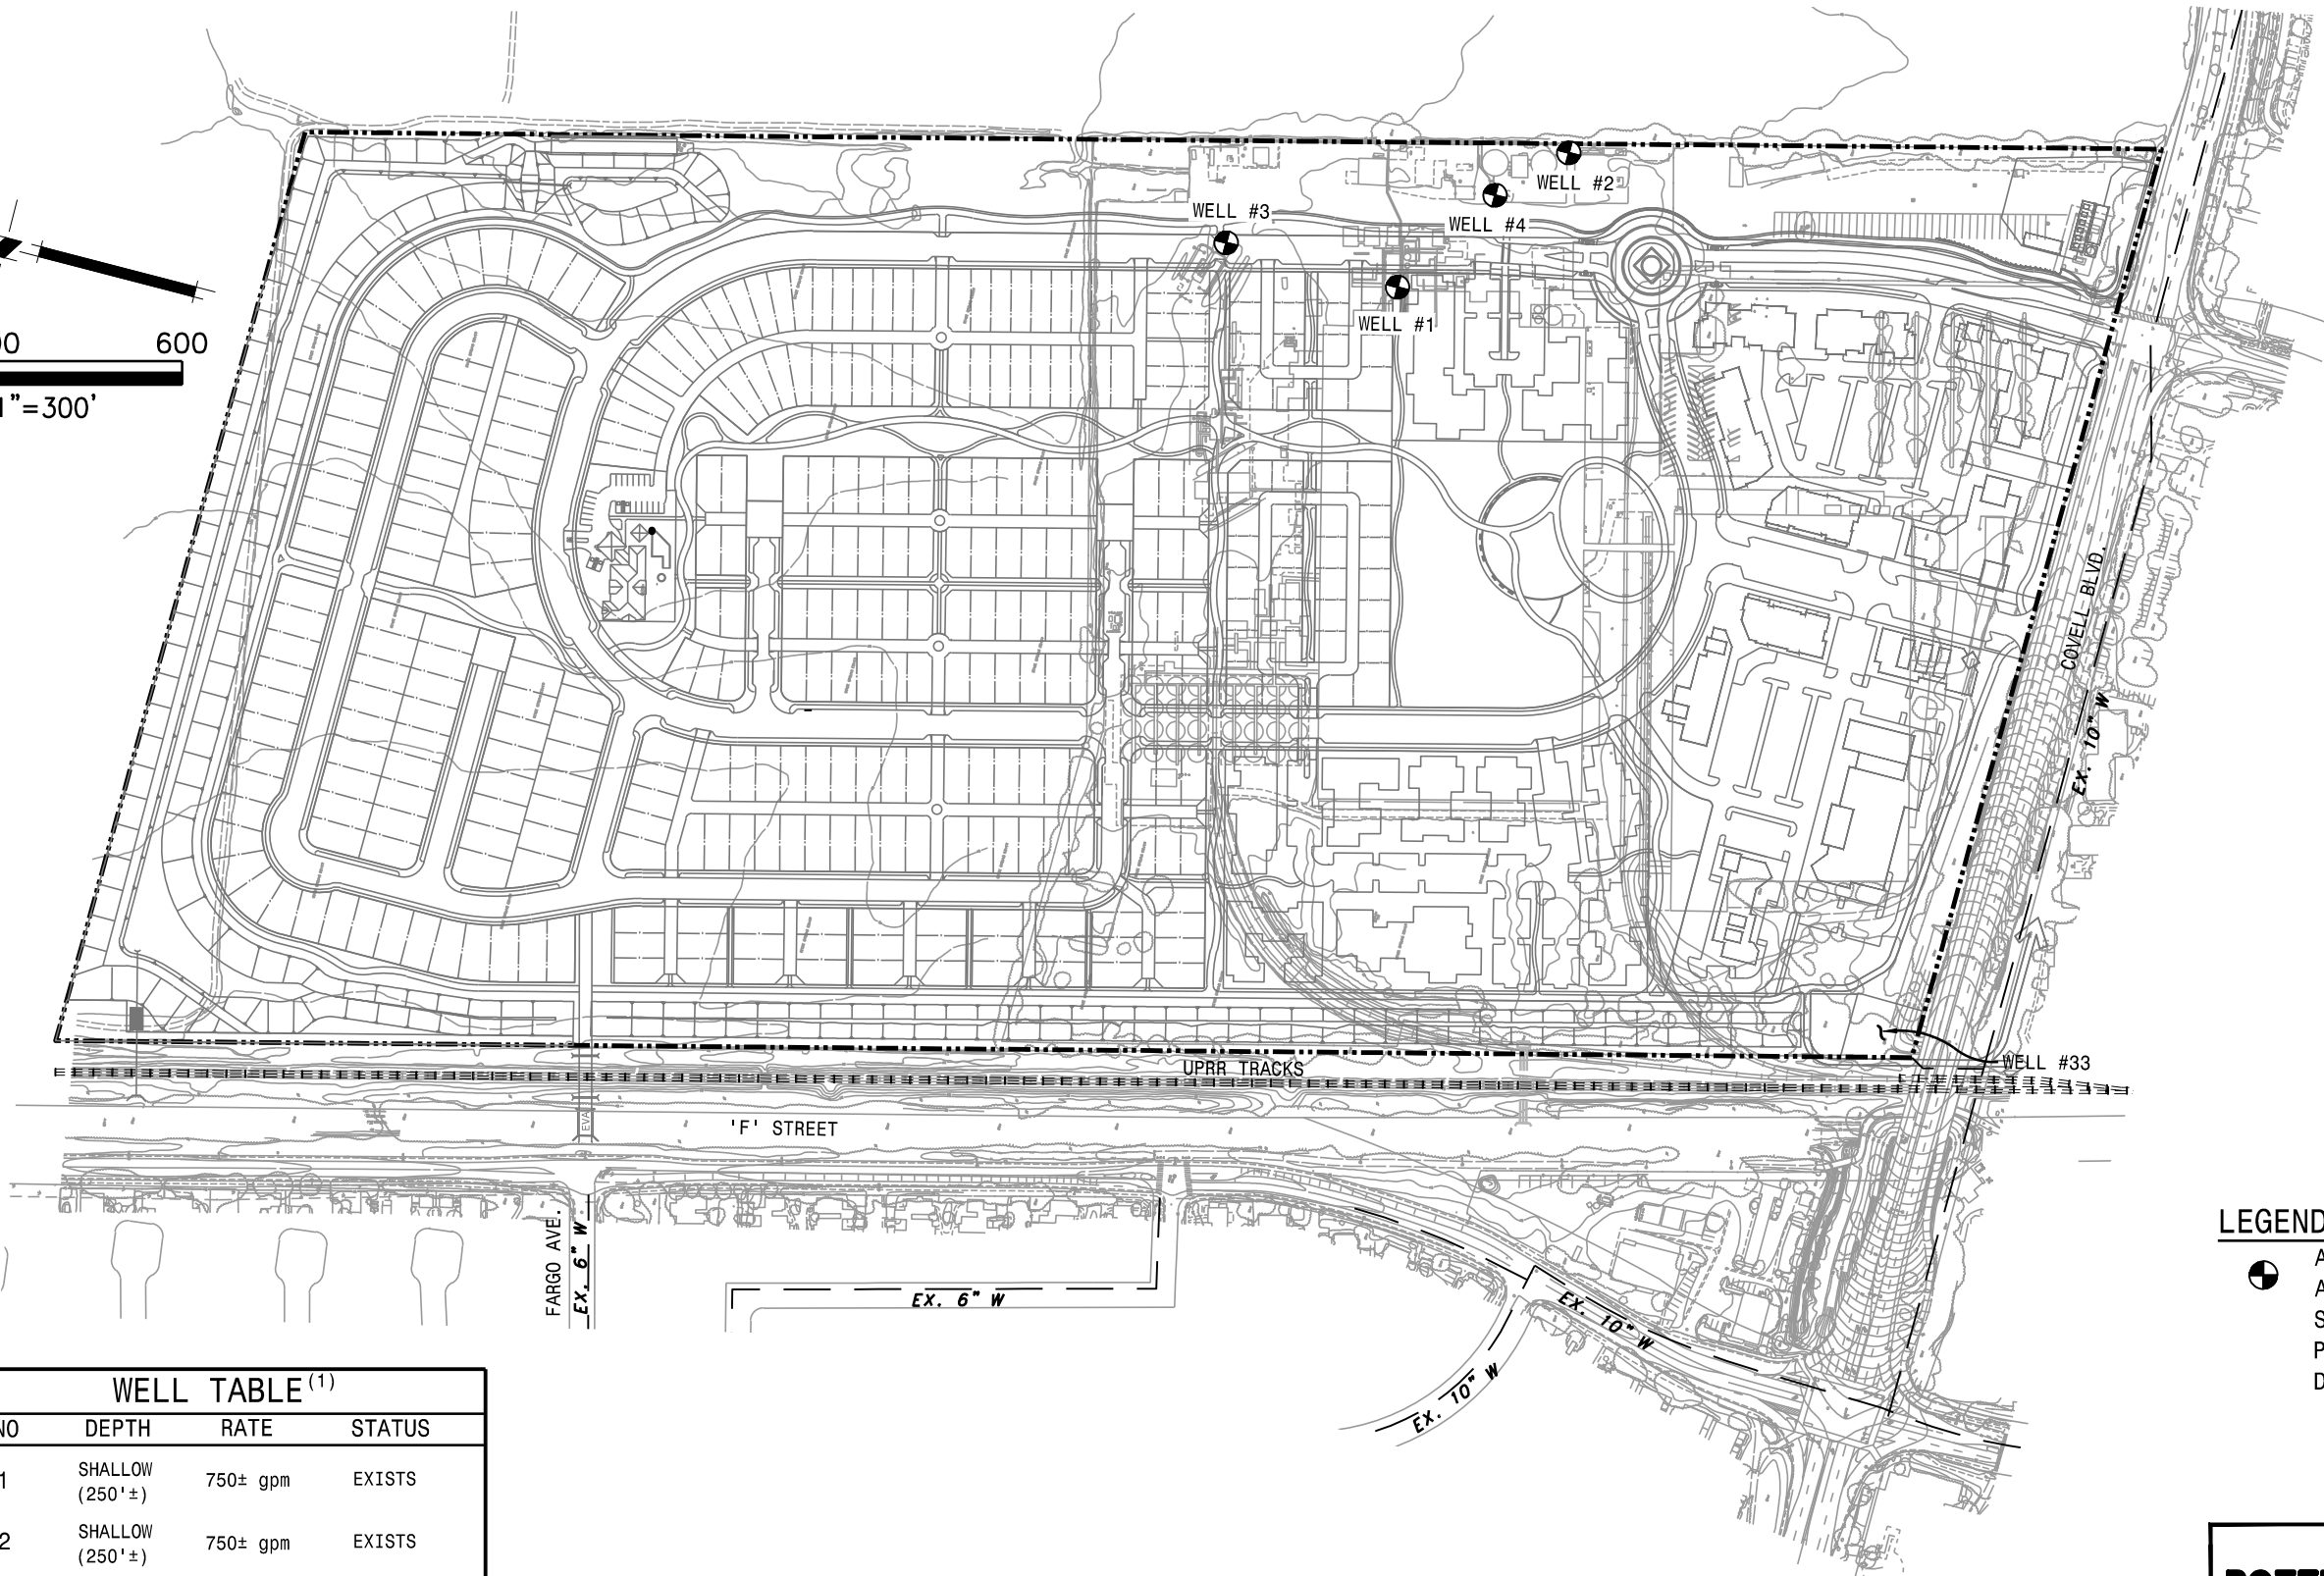 600
1"=300'
WELL #3
WELL #2
WELL #4
WELL #1
COVELL BLVD.
EX. 10" W
WELL #33
UPRR TRACKS
'F' STREET
EVA
FARGO AVE.
EX. 6" W
EX. 6" W
EX. 10" W
EX. 10" W
LEGEND
WELL TABLE (1)
NO DEPTH RATE STATUS
1 SHALLOW (250'±) 750± gpm EXISTS
2 SHALLOW (250'±) 750± gpm EXISTS